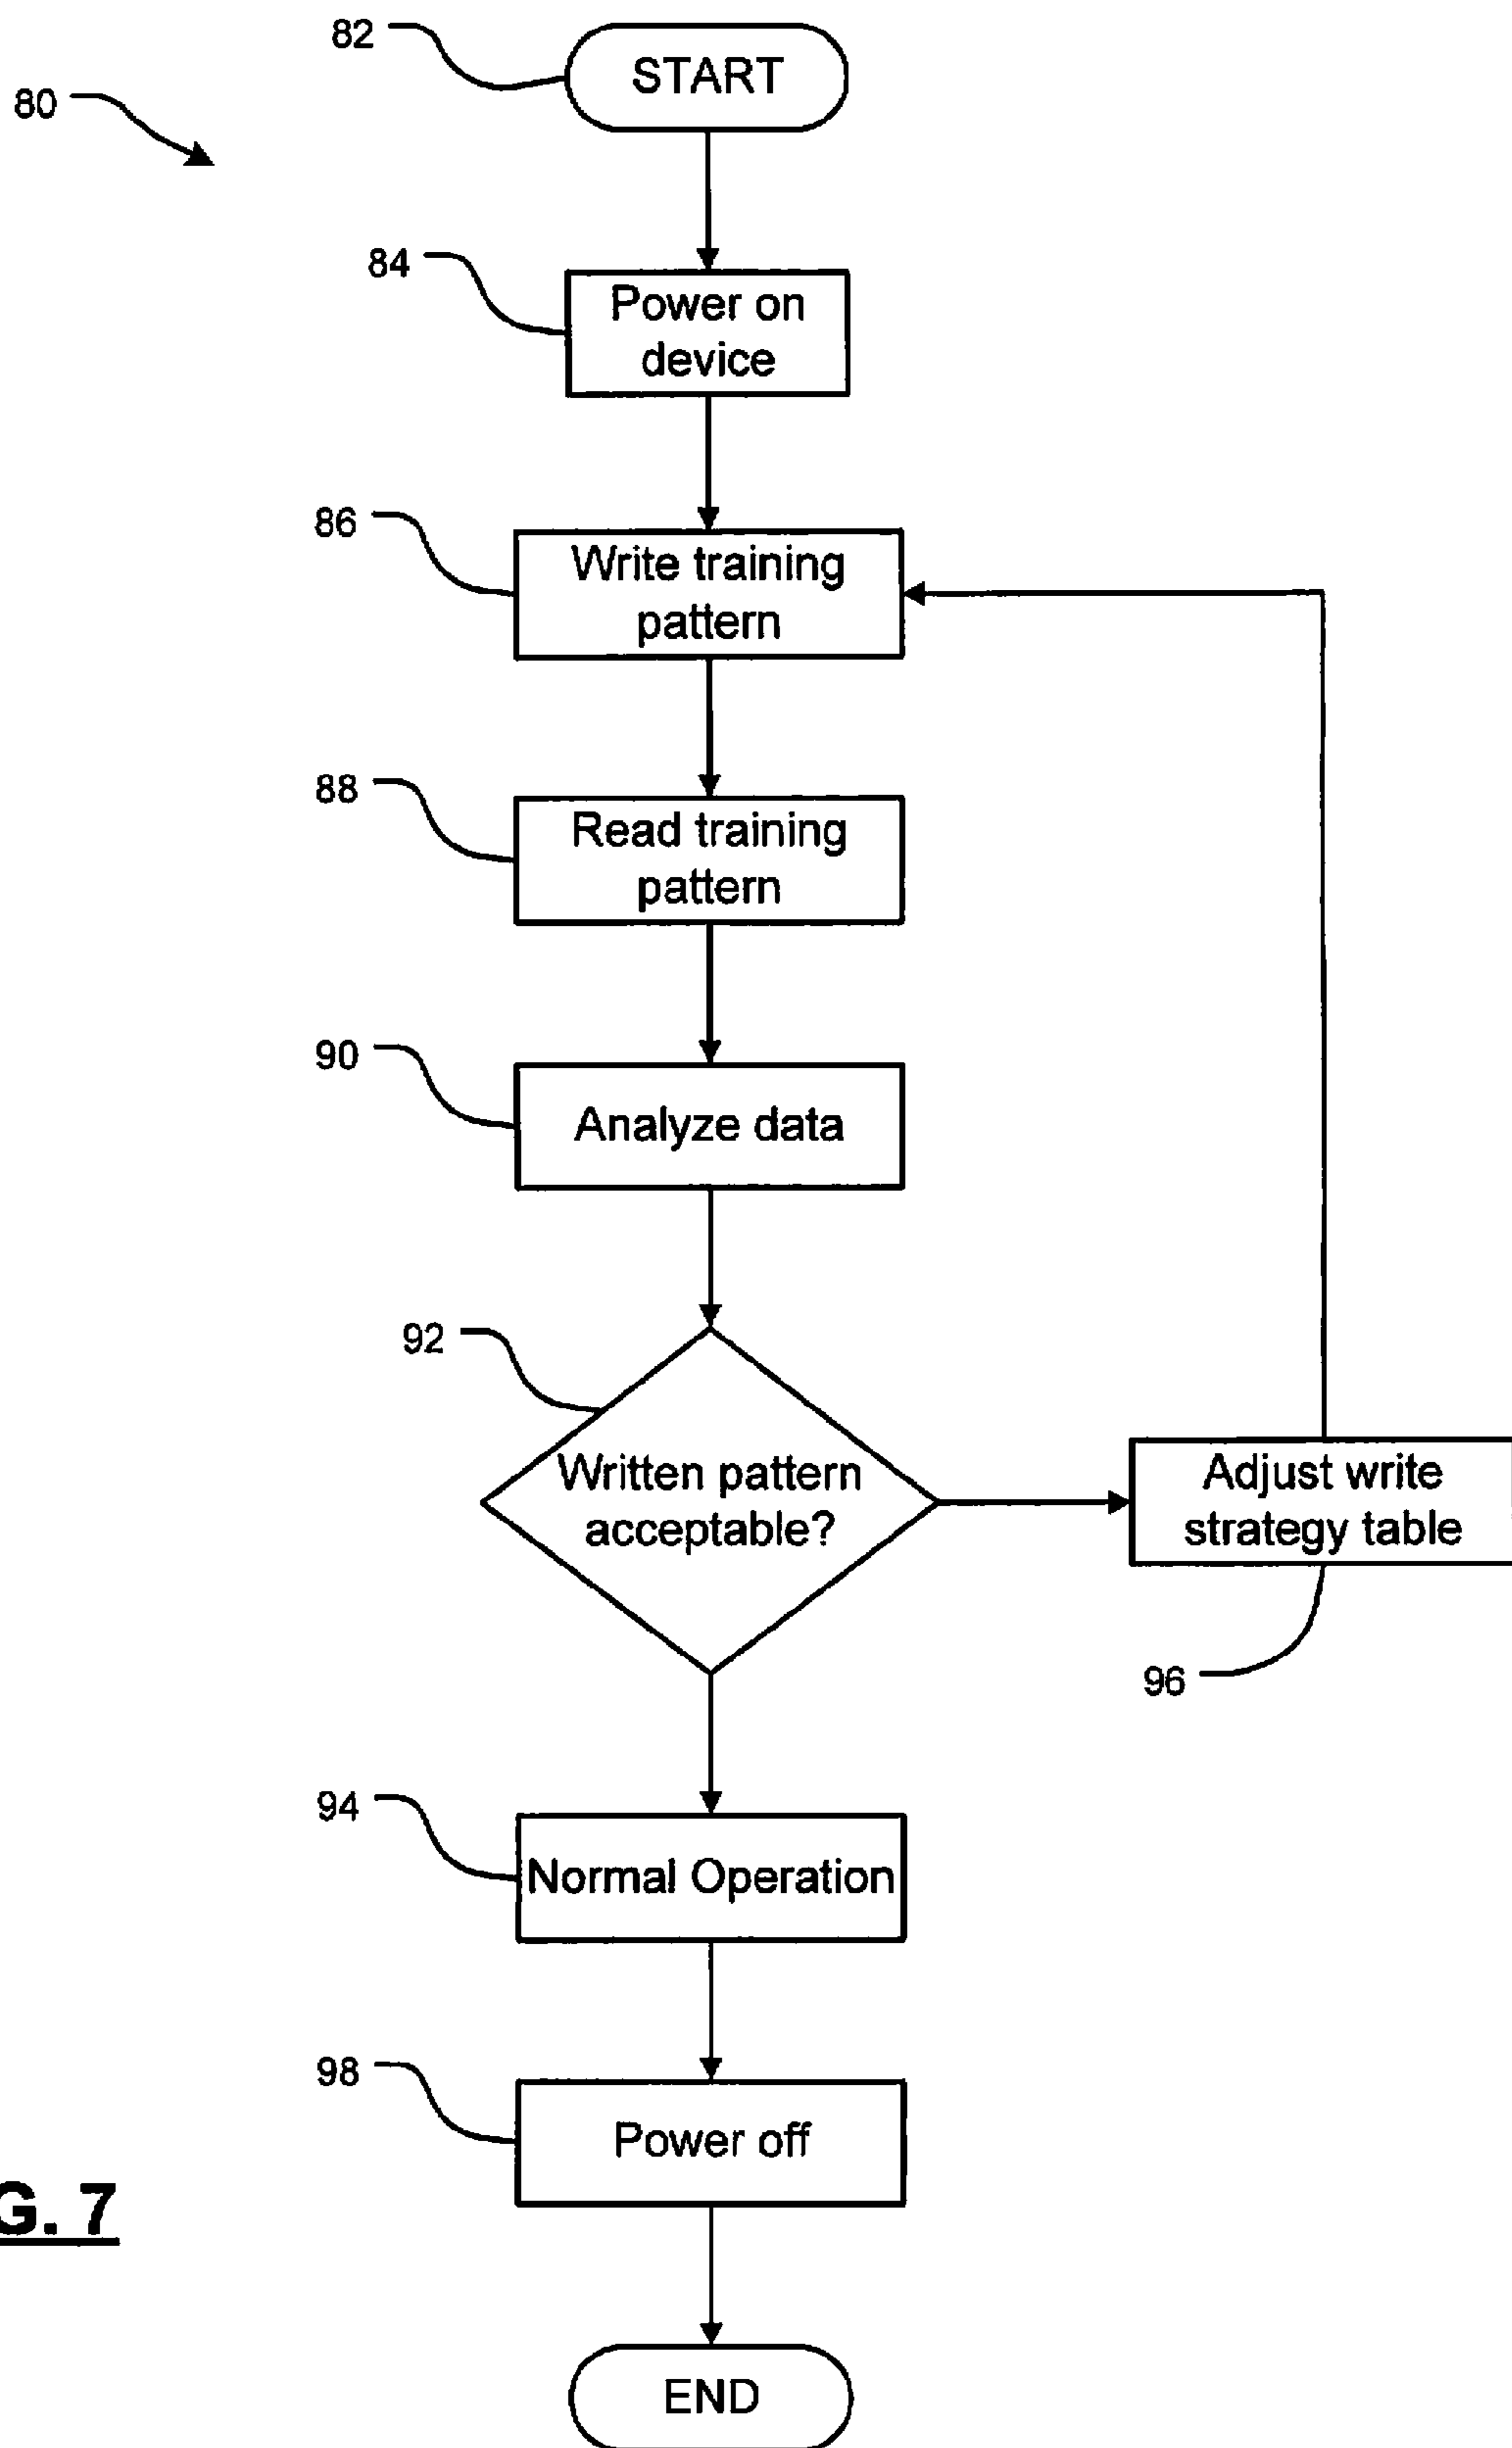 82
START
80
84
Power on
device
86
Write training
pattern
88
Read training
pattern
90
Analyze data
92
Written pattern
acceptable?
Adjust write
strategy table
96
94
Normal Operation
98
Power off
G. 7
END